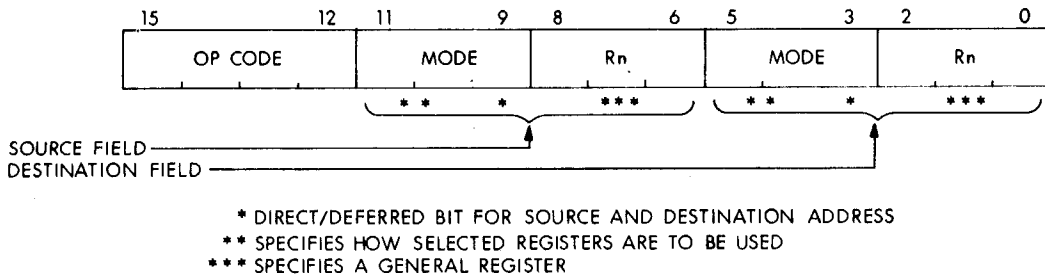 15 12 11 9 8 6 5 3 2 0
OP CODE MODE Rn MODE Rn
** * *** ** * ***
SOURCE FIELD
DESTINATION FIELD
* DIRECT/DEFERRED BIT FOR SOURCE AND DESTINATION ADDRESS
** SPECIFIES HOW SELECTED REGISTERS ARE TO BE USED
*** SPECIFIES A GENERAL REGISTER